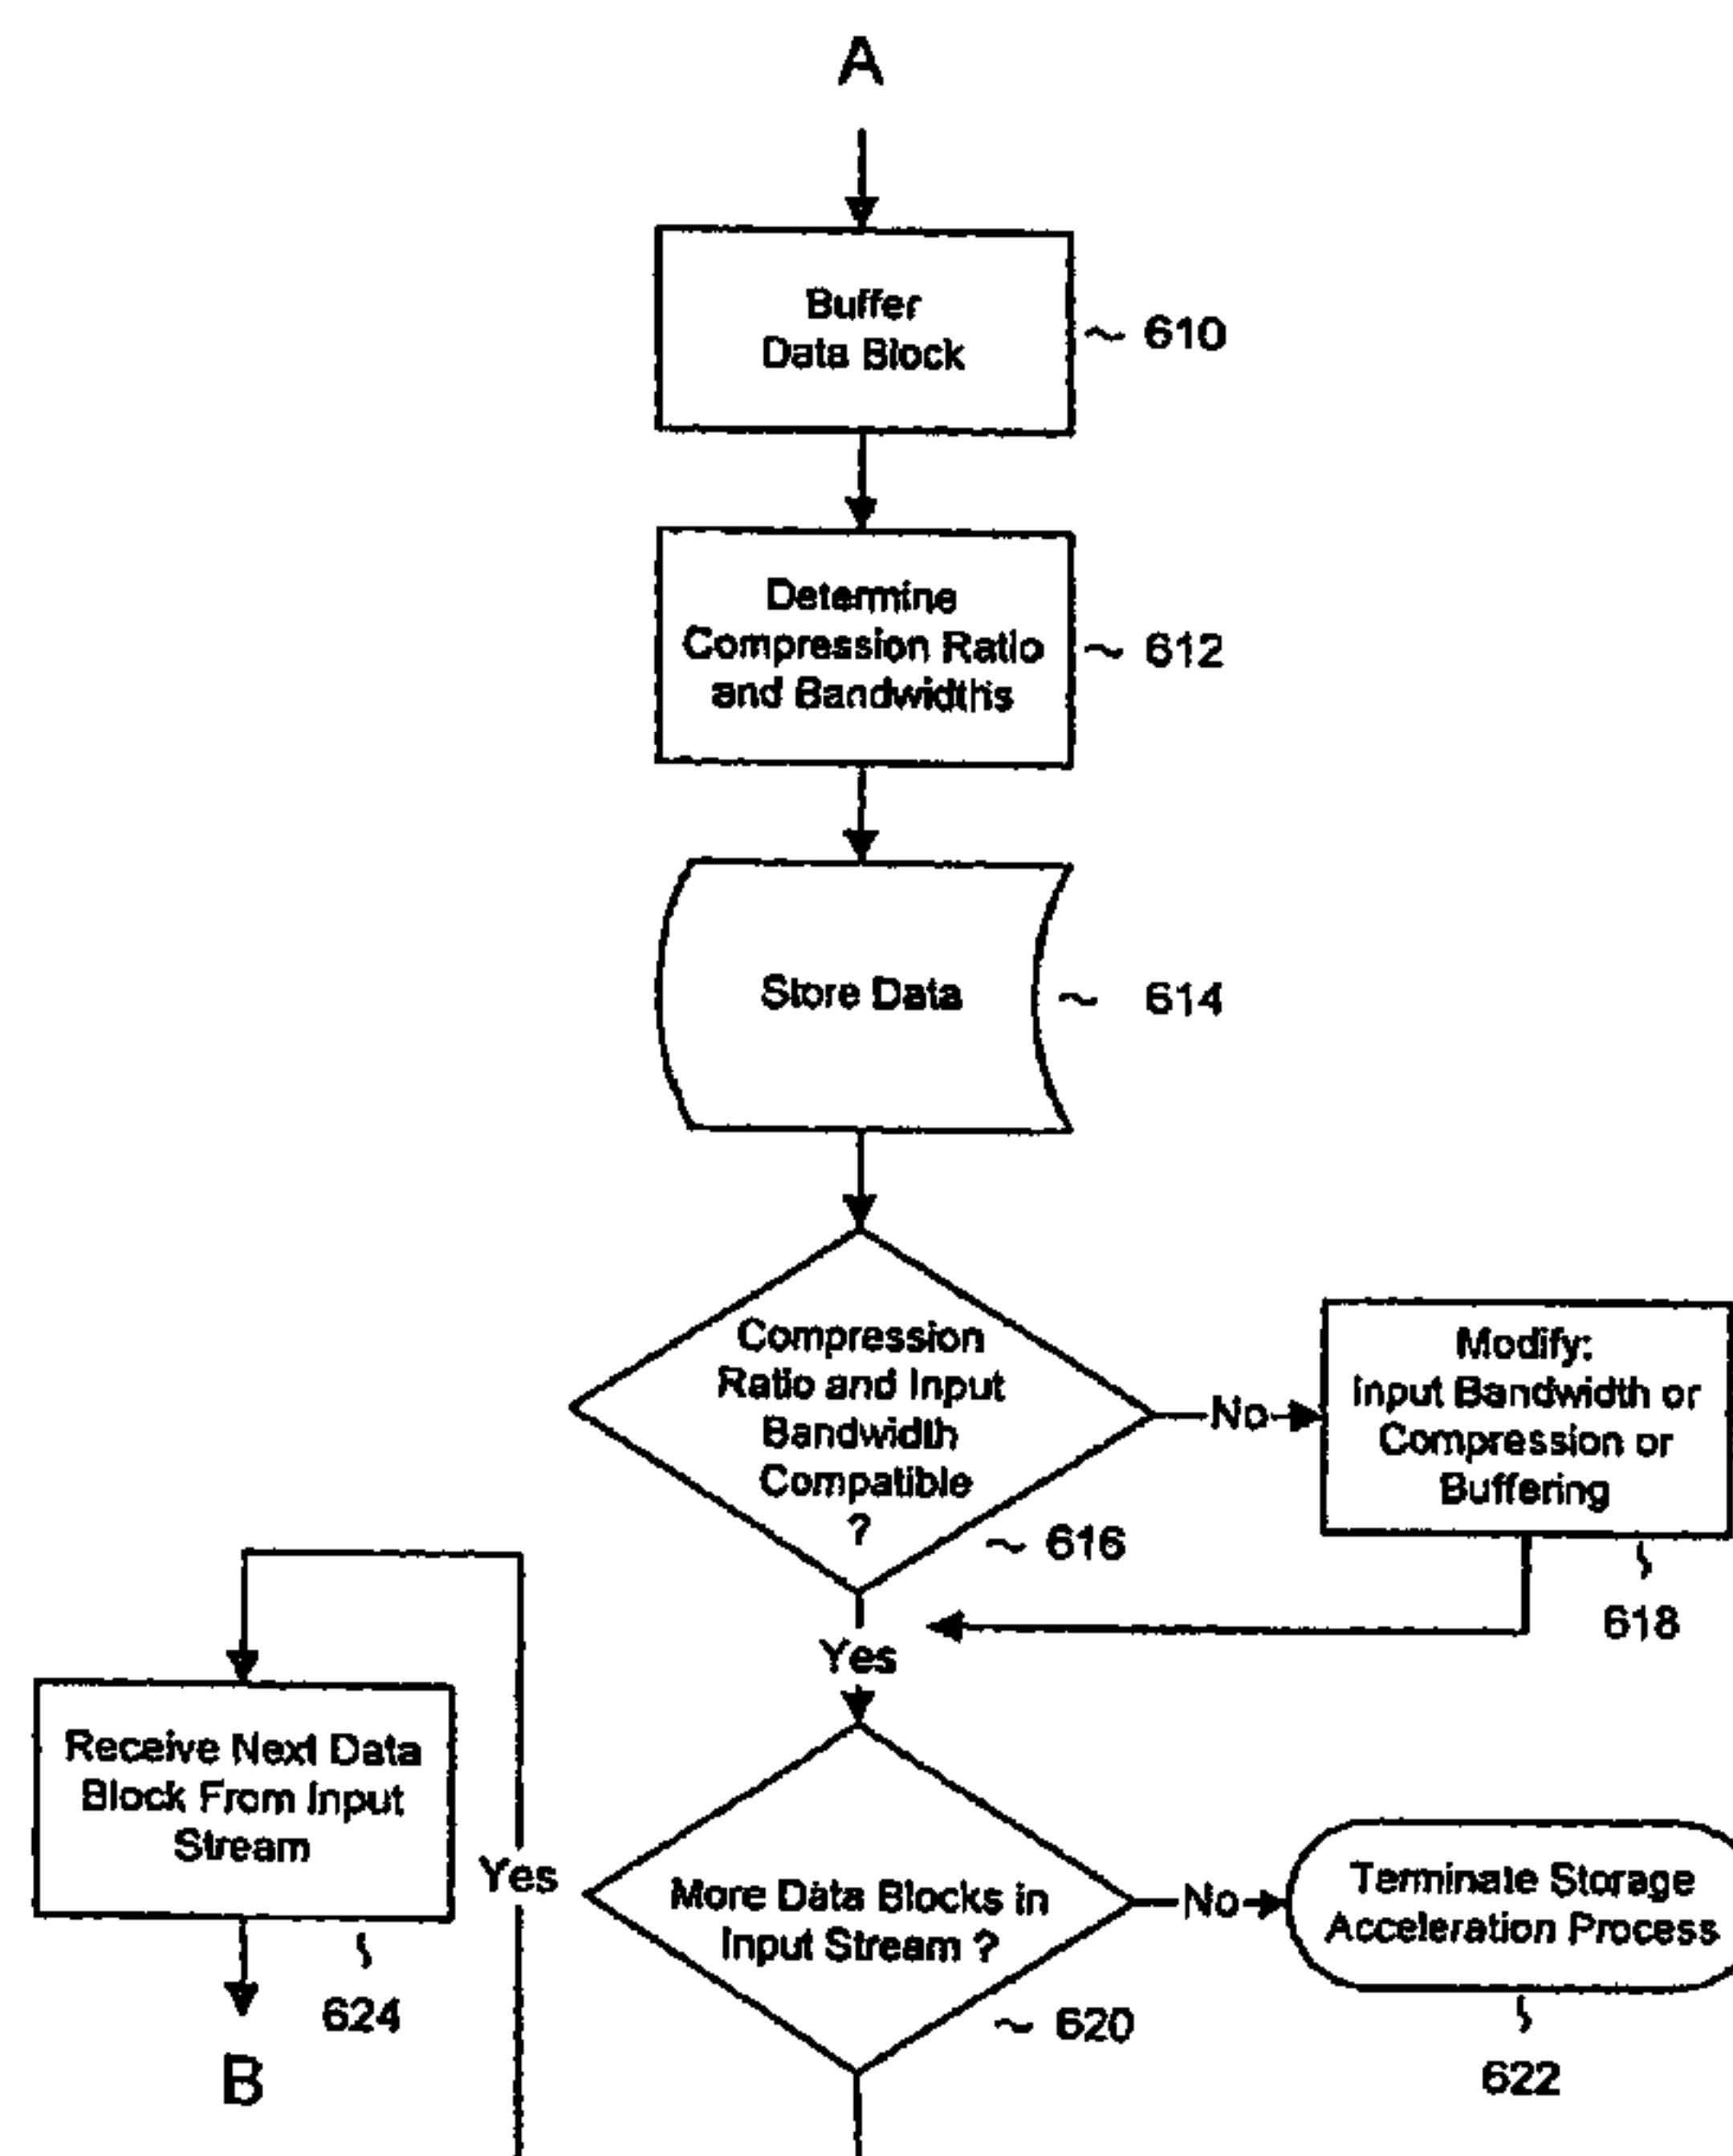 A
Buffer
Data Block
~ 610
Determine
Compression Ratio
and Bandwidths
~ 612
Store Data
~ 614
Compression
Ratio and Input
Bandwidth
Compatible
?
~ 616
No
Modify:
Input Bandwidth or
Compression or
Buffering
618
Yes
Receive Next Data
Block From Input
Stream
624
B
Yes
More Data Blocks in
Input Stream ?
~ 620
No
Terminate Storage
Acceleration Process
622